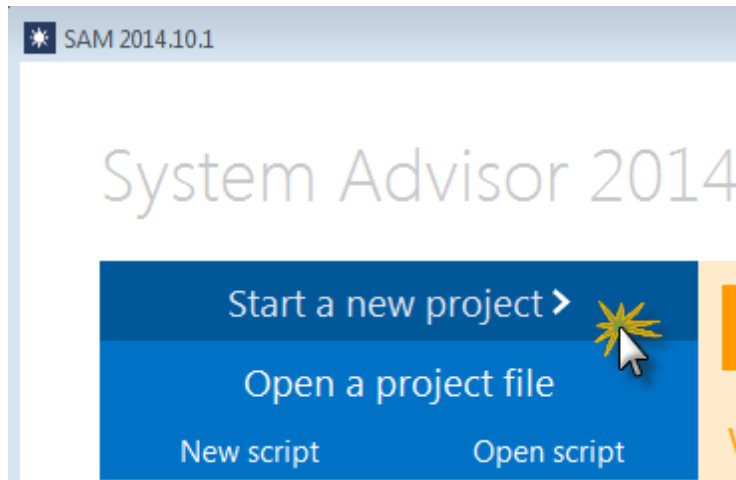 SAM 2014.10.1
System Advisor 2014
Start a new project >
Open a project file
New script Open script